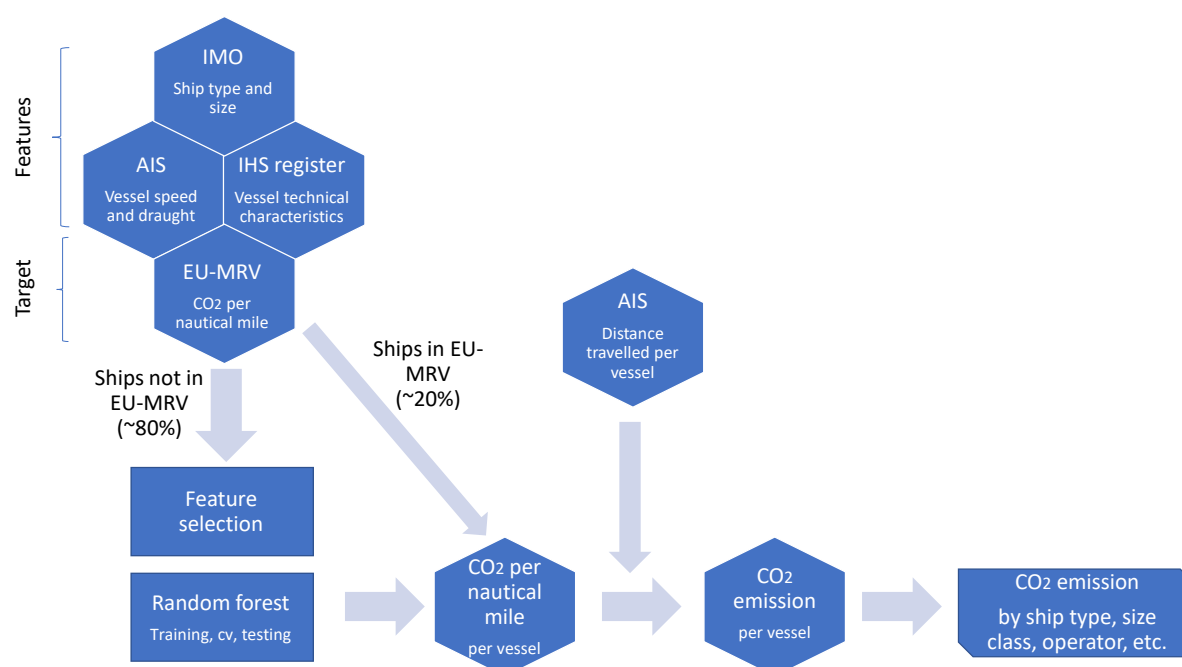 IMO
Ship type and
size
Features
AIS
Vessel speed
and draught
IHS register
Vessel technical
characteristics
Target
EU-MRV
CO2 per
nautical mile
Ships not in
EU-MRV
(~80%)
Ships in EU-
MRV
(~20%)
AIS
Distance
travelled per
vessel
Feature
selection
Random forest
Training, cv, testing
CO2 per
nautical
mile
per vessel
CO2
emission
per vessel
CO2 emission
by ship type, size
class, operator, etc.